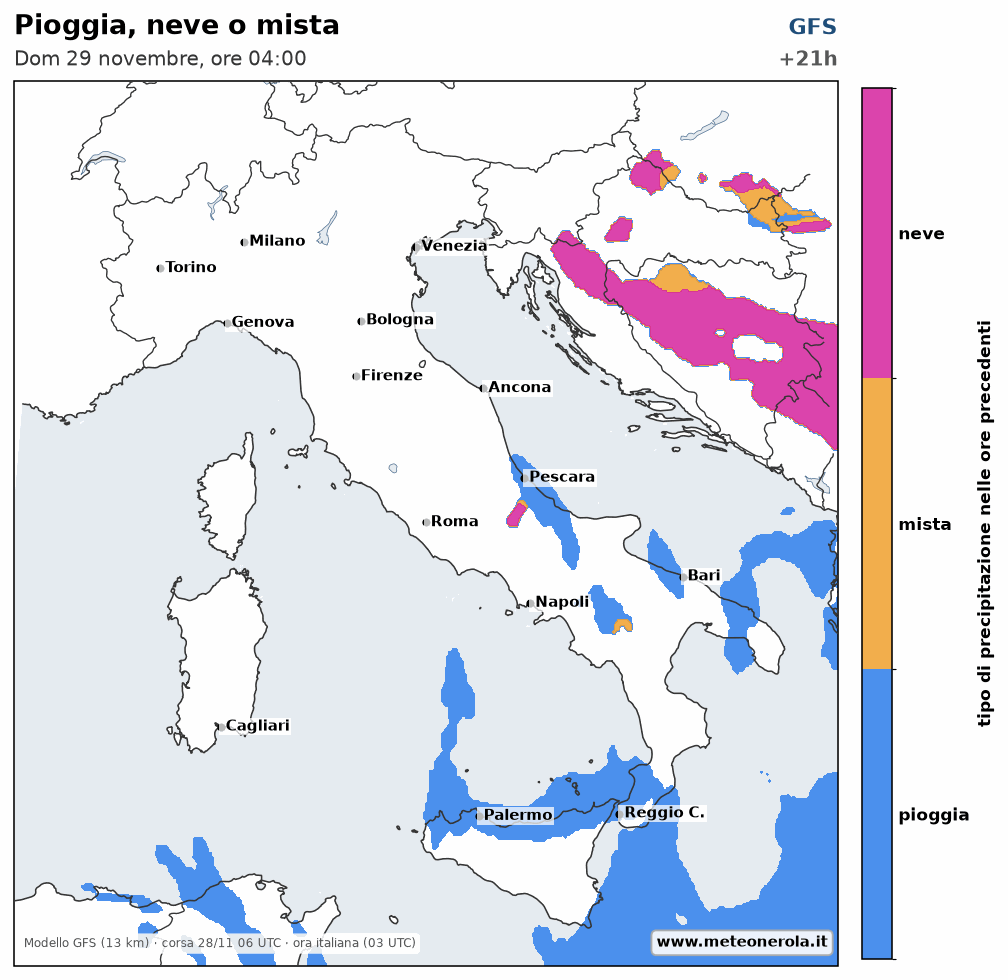 Pioggia, neve o mista
GFS
Dom 29 novembre, ore 04:00
+21h
neve
Milano
Venezia
Torino
Genova
Bologna
Firenze
Ancona
Pescara
Roma
mista
Bari
Napoli
Cagliari
Palermo
Reggio C.
pioggia
tipo di precipitazione nelle ore precedenti
Modello GFS (13 km) · corsa 28/11 06 UTC · ora italiana (03 UTC)
www.meteonerola.it